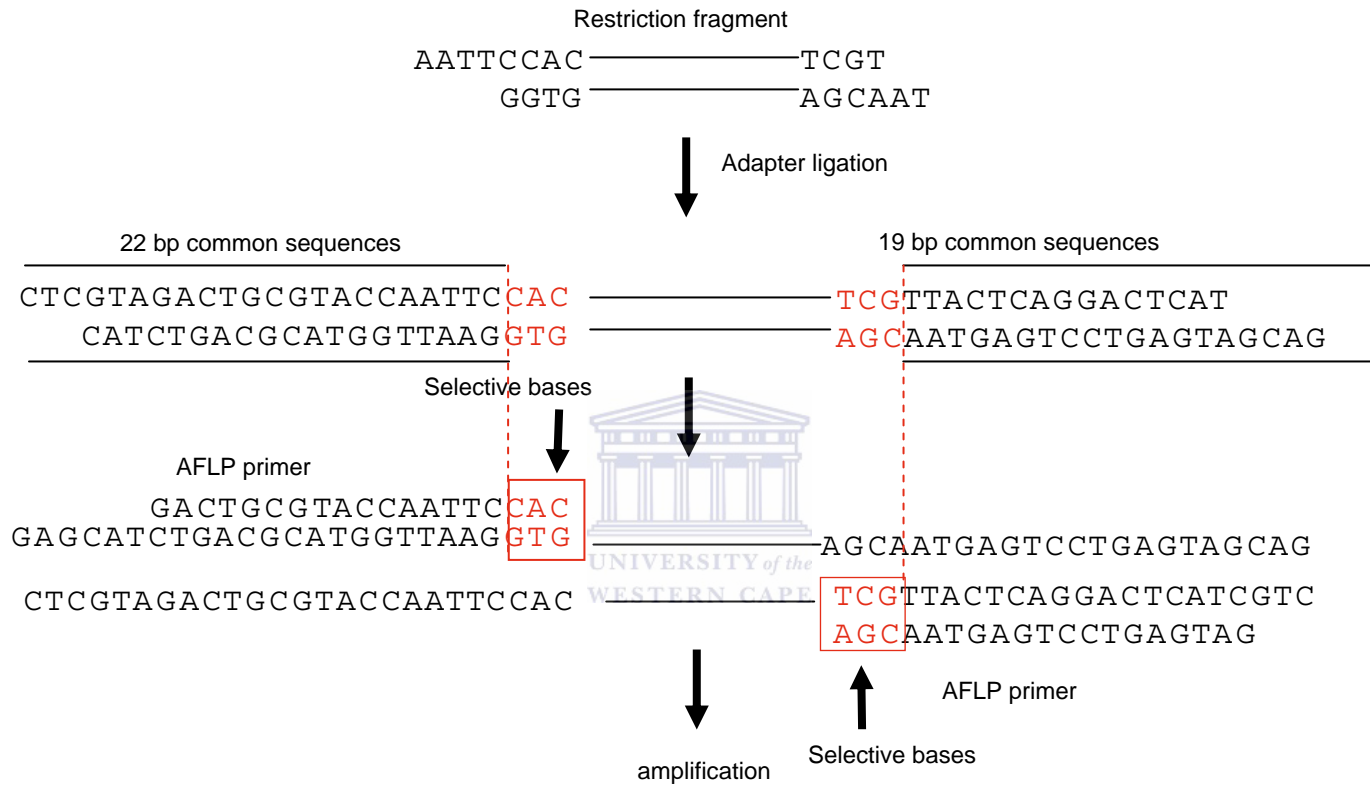 Restriction fragment
AATTCCAC TCGT
GGTG AGCAAT
Adapter ligation
22 bp common sequences 19 bp common sequences
CTCGTAGACTGCGTACCAATTCCAC TCGTTACTCAGGACTCAT
CATCTGACGCATGGTTAAGGTG AGCAATGAGTCCTGAGTAGCAG
Selective bases
AFLP primer
GACTGCGTACCAATTCCAC
GAGCATCTGACGCATGGTTAAGGTG AGCAATGAGTCCTGAGTAGCAG
UNIVERSITY of the
WESTERN CAPE
CTCGTAGACTGCGTACCAATTCCAC TCGTTACTCAGGACTCATCGTC
AGCAATGAGTCCTGAGTAG
AFLP primer
Selective bases
amplification